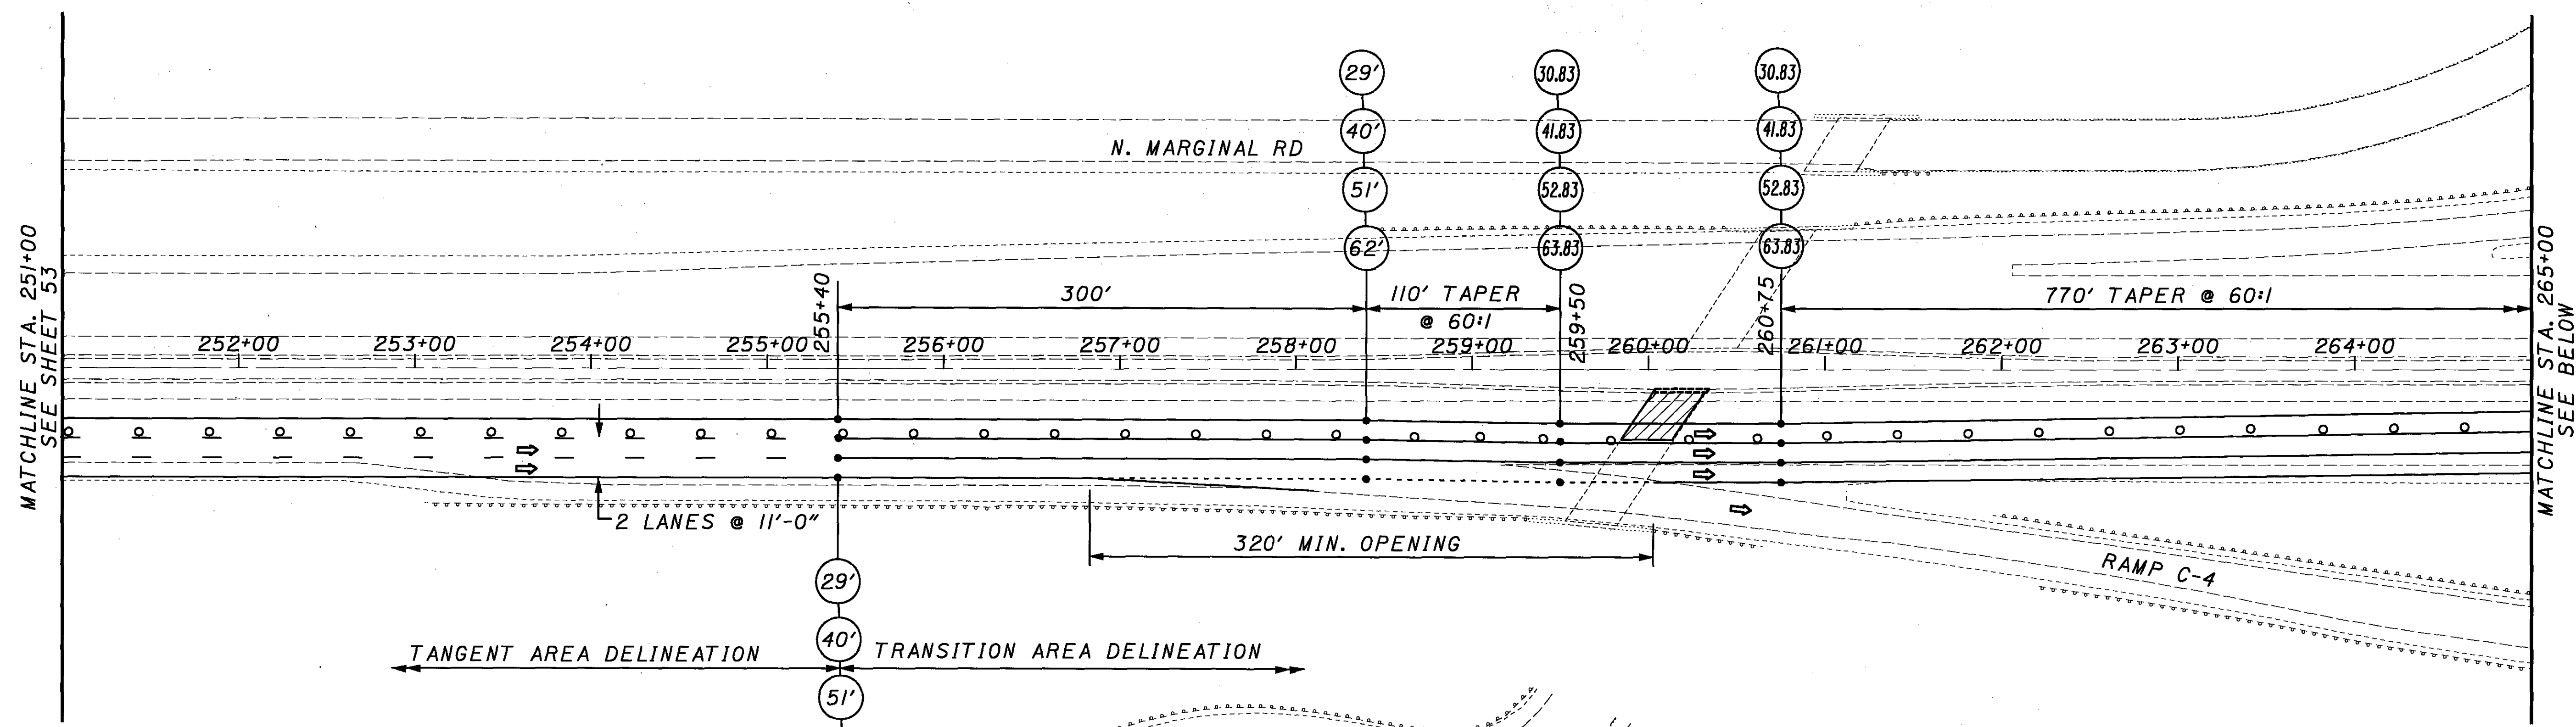 29' 30.83 30.83
40' 41.83 41.83
N. MARGINAL RD
51' 52.83 52.83
62' 63.83 63.83
MATCHLINE STA. 251+00
SEE SHEET 53
255+40
300'
110' TAPER
@ 60:1
259+50
260+75
770' TAPER @ 60:1
252+00 253+00 254+00 255+00 256+00 257+00 258+00 259+00 260+00 261+00 262+00 263+00 264+00
MATCHLINE STA. 265+00
SEE BELOW
2 LANES @ 11'-0"
320' MIN. OPENING
RAMP C-4
29'
40'
TANGENT AREA DELINEATION
TRANSITION AREA DELINEATION
51'